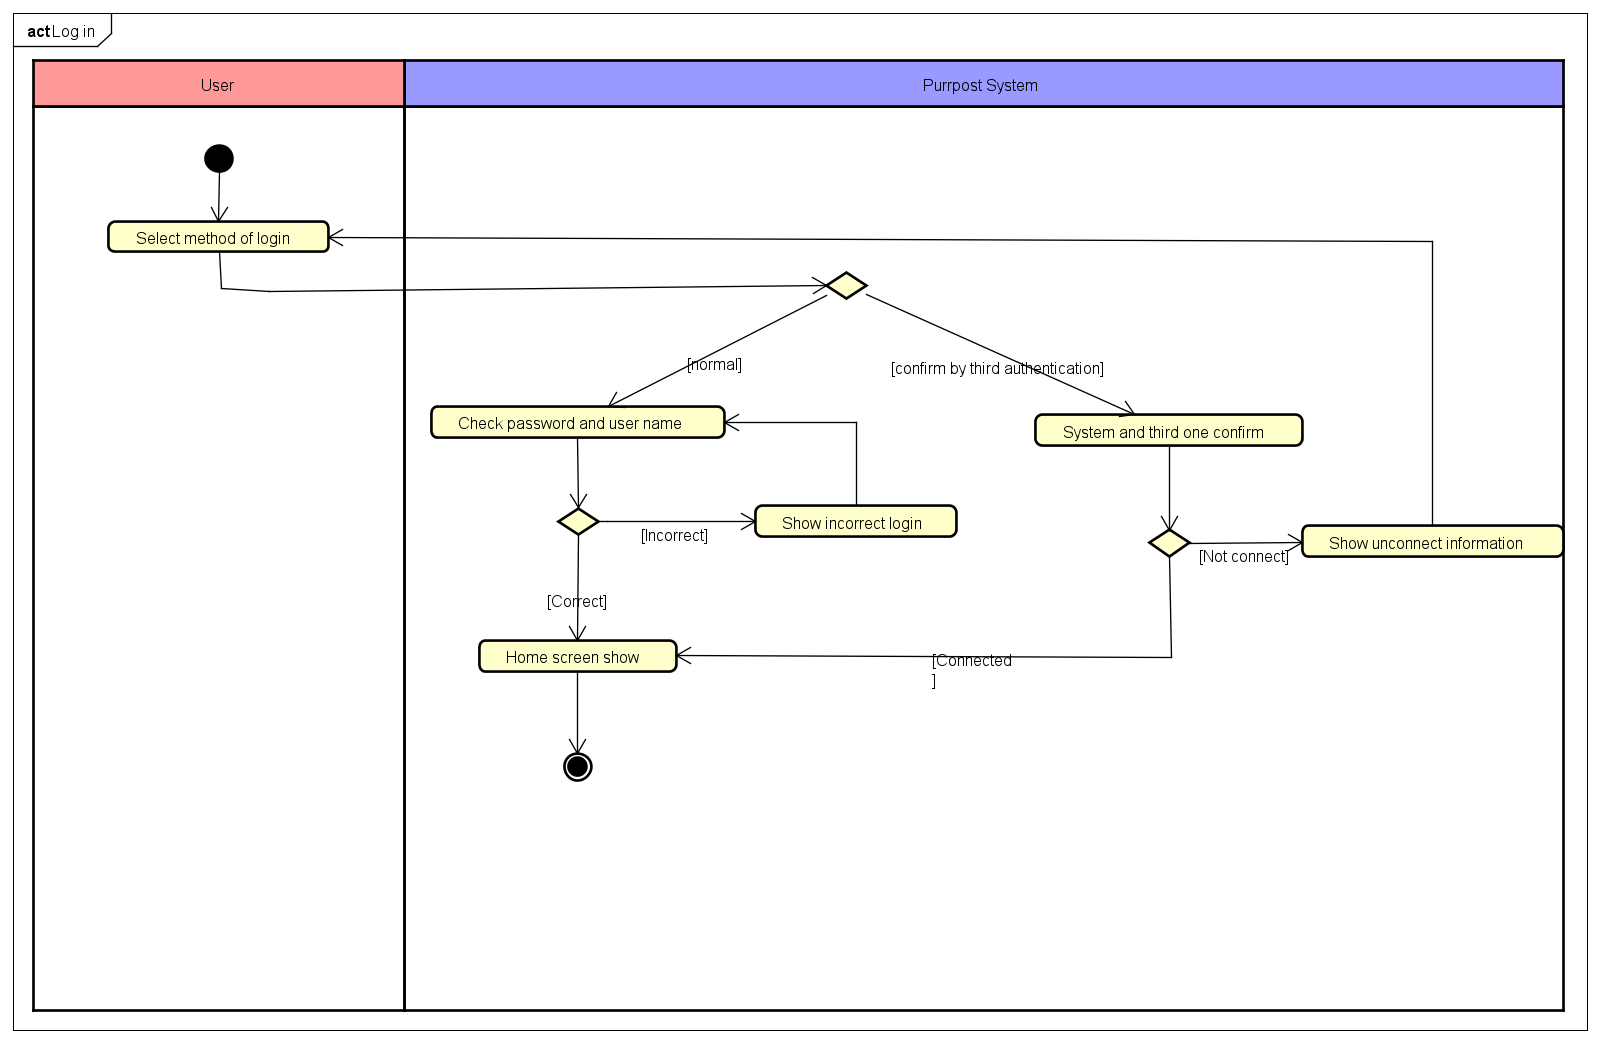 act Log in
User
Purrpost System
Select method of login
[normal]
[confirm by third authentication]
Check password and user name
System and third one confirm
Show incorrect login
[Incorrect]
Show unconnect information
[Not connect]
[Correct]
Home screen show
[Connected
]